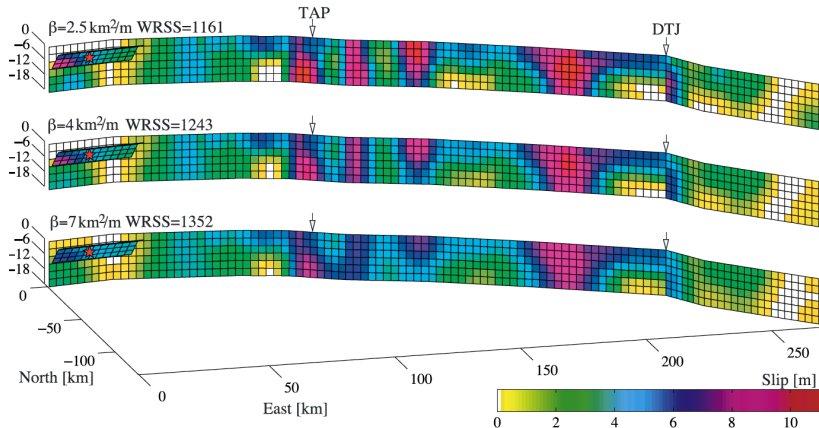 TAP
DTJ
β=2.5 km²/m WRSS=1161
0
−6
−12
−18
β=4 km²/m WRSS=1243
0
−6
−12
−18
β=7 km²/m WRSS=1352
0
−6
−12
−18
0
−50
−100
North [km]
0
50
100
150
200
250
East [km]
Slip [m]
0 2 4 6 8 10